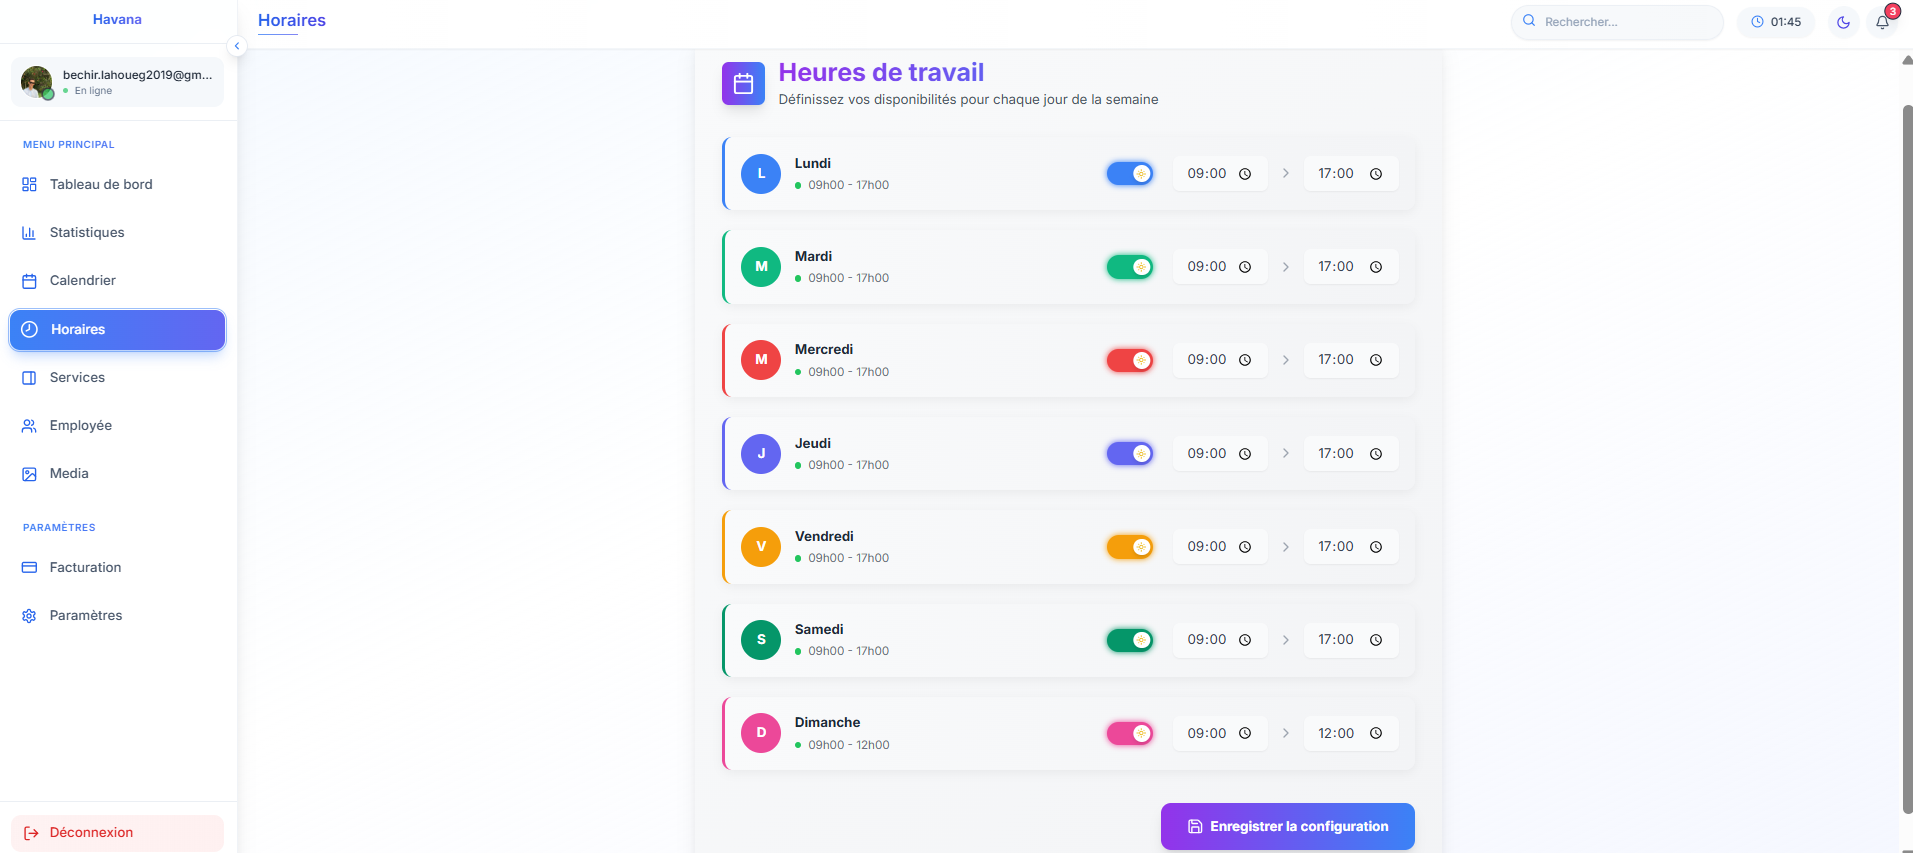 Havana
Horaires
Rechercher...
01:45
3
bechir.lahoueg2019@gm...
En ligne
MENU PRINCIPAL
Tableau de bord
Statistiques
Calendrier
Horaires
Services
Employée
Media
PARAMÈTRES
Facturation
Paramètres
Déconnexion
Heures de travail
Définissez vos disponibilités pour chaque jour de la semaine
L
Lundi
09h00 - 17h00
09:00
17:00
M
Mardi
09h00 - 17h00
09:00
17:00
M
Mercredi
09h00 - 17h00
09:00
17:00
J
Jeudi
09h00 - 17h00
09:00
17:00
V
Vendredi
09h00 - 17h00
09:00
17:00
S
Samedi
09h00 - 17h00
09:00
17:00
D
Dimanche
09h00 - 12h00
09:00
12:00
Enregistrer la configuration